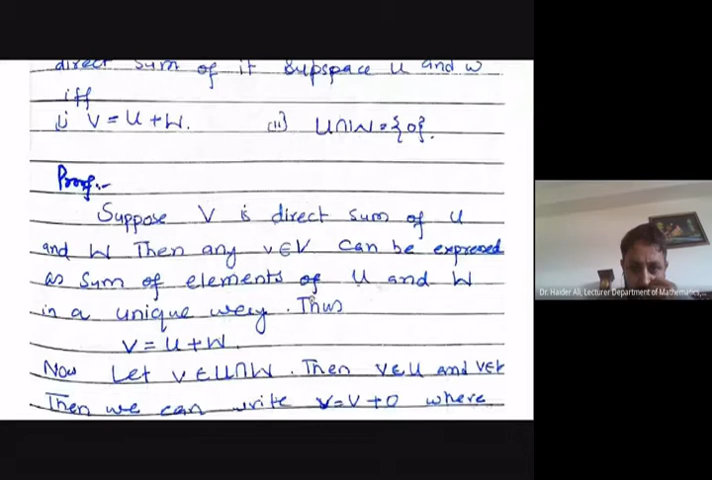 direct sum of it supspace U and W
iff
i) V = U + W. (ii) U∩W = {0}.
Proof:-
Suppose V is direct sum of U
and W Then any v∈V can be expressed
as sum of elements of U and W
in a unique way. Thus
V = U + W.
Now Let v∈U∩W. Then v∈U and v∈
Then we can write v=v+0 where
Dr. Haider Ali, Lecturer Department of Mathematics,...